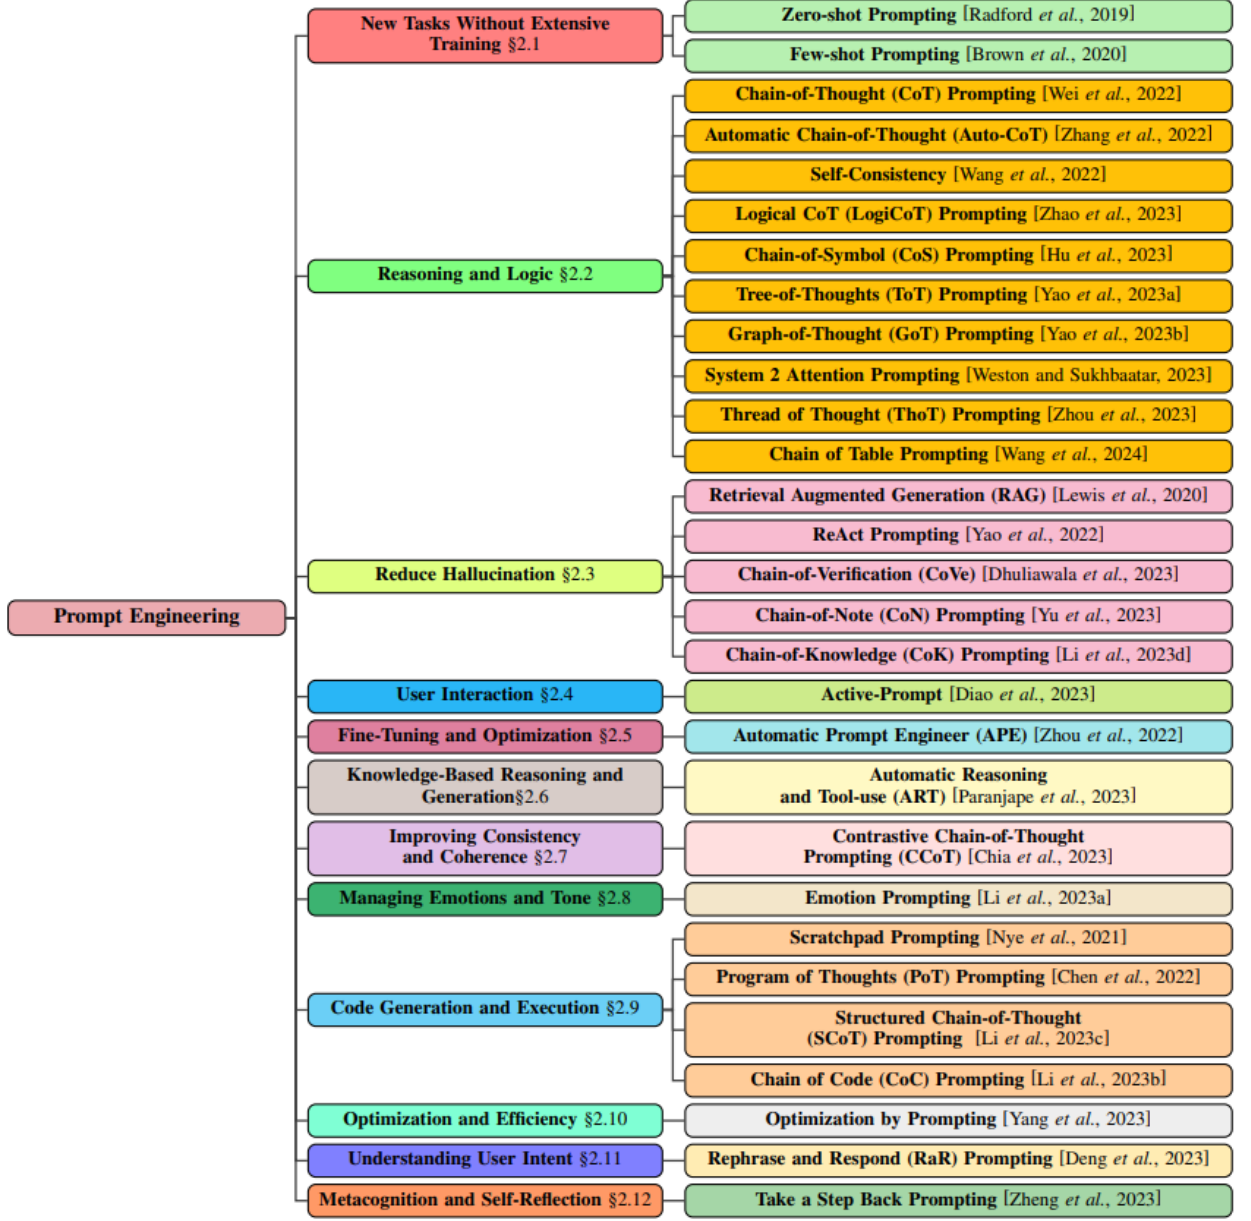 New Tasks Without Extensive
Training §2.1
Zero-shot Prompting [Radford et al., 2019]
Few-shot Prompting [Brown et al., 2020]
Reasoning and Logic §2.2
Chain-of-Thought (CoT) Prompting [Wei et al., 2022]
Automatic Chain-of-Thought (Auto-CoT) [Zhang et al., 2022]
Self-Consistency [Wang et al., 2022]
Logical CoT (LogiCoT) Prompting [Zhao et al., 2023]
Chain-of-Symbol (CoS) Prompting [Hu et al., 2023]
Tree-of-Thoughts (ToT) Prompting [Yao et al., 2023a]
Graph-of-Thought (GoT) Prompting [Yao et al., 2023b]
System 2 Attention Prompting [Weston and Sukhbaatar, 2023]
Thread of Thought (ThoT) Prompting [Zhou et al., 2023]
Chain of Table Prompting [Wang et al., 2024]
Prompt Engineering
Reduce Hallucination §2.3
Retrieval Augmented Generation (RAG) [Lewis et al., 2020]
ReAct Prompting [Yao et al., 2022]
Chain-of-Verification (CoVe) [Dhuliawala et al., 2023]
Chain-of-Note (CoN) Prompting [Yu et al., 2023]
Chain-of-Knowledge (CoK) Prompting [Li et al., 2023d]
User Interaction §2.4
Active-Prompt [Diao et al., 2023]
Fine-Tuning and Optimization §2.5
Automatic Prompt Engineer (APE) [Zhou et al., 2022]
Knowledge-Based Reasoning and
Generation§2.6
Automatic Reasoning
and Tool-use (ART) [Paranjape et al., 2023]
Improving Consistency
and Coherence §2.7
Contrastive Chain-of-Thought
Prompting (CCoT) [Chia et al., 2023]
Managing Emotions and Tone §2.8
Emotion Prompting [Li et al., 2023a]
Code Generation and Execution §2.9
Scratchpad Prompting [Nye et al., 2021]
Program of Thoughts (PoT) Prompting [Chen et al., 2022]
Structured Chain-of-Thought
(SCoT) Prompting [Li et al., 2023c]
Chain of Code (CoC) Prompting [Li et al., 2023b]
Optimization and Efficiency §2.10
Optimization by Prompting [Yang et al., 2023]
Understanding User Intent §2.11
Rephrase and Respond (RaR) Prompting [Deng et al., 2023]
Metacognition and Self-Reflection §2.12
Take a Step Back Prompting [Zheng et al., 2023]